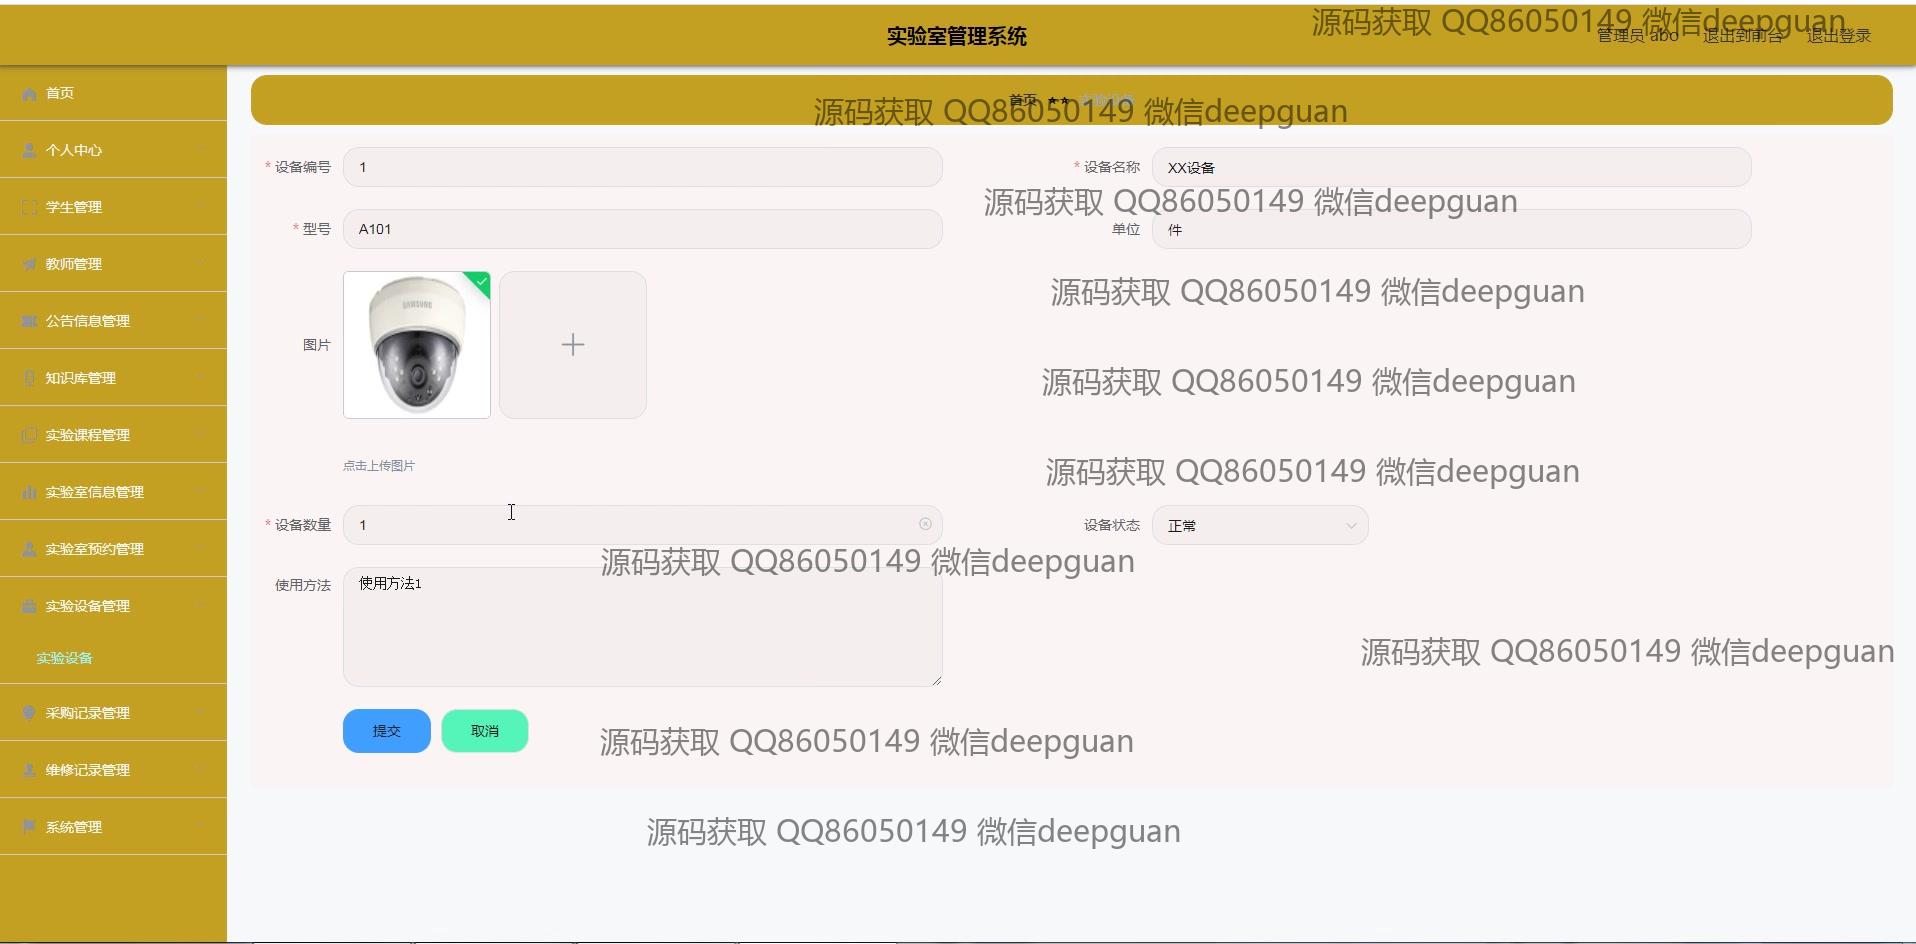 实验室管理系统
源码获取 QQ86050149 微信deepguan
管理员 abo 退出到前台 退出登录
首页
个人中心
学生管理
教师管理
公告信息管理
知识库管理
实验课程管理
实验室信息管理
实验室预约管理
实验设备管理
实验设备
采购记录管理
维修记录管理
系统管理
首页 ★★ 实验设备
源码获取 QQ86050149 微信deepguan
* 设备编号 1
* 设备名称 XX设备
源码获取 QQ86050149 微信deepguan
* 型号 A101
单位 件
源码获取 QQ86050149 微信deepguan
图片
SAMSUNG
源码获取 QQ86050149 微信deepguan
点击上传图片
源码获取 QQ86050149 微信deepguan
* 设备数量 1
设备状态 正常
源码获取 QQ86050149 微信deepguan
使用方法 使用方法1
源码获取 QQ86050149 微信deepguan
提交 取消
源码获取 QQ86050149 微信deepguan
源码获取 QQ86050149 微信deepguan